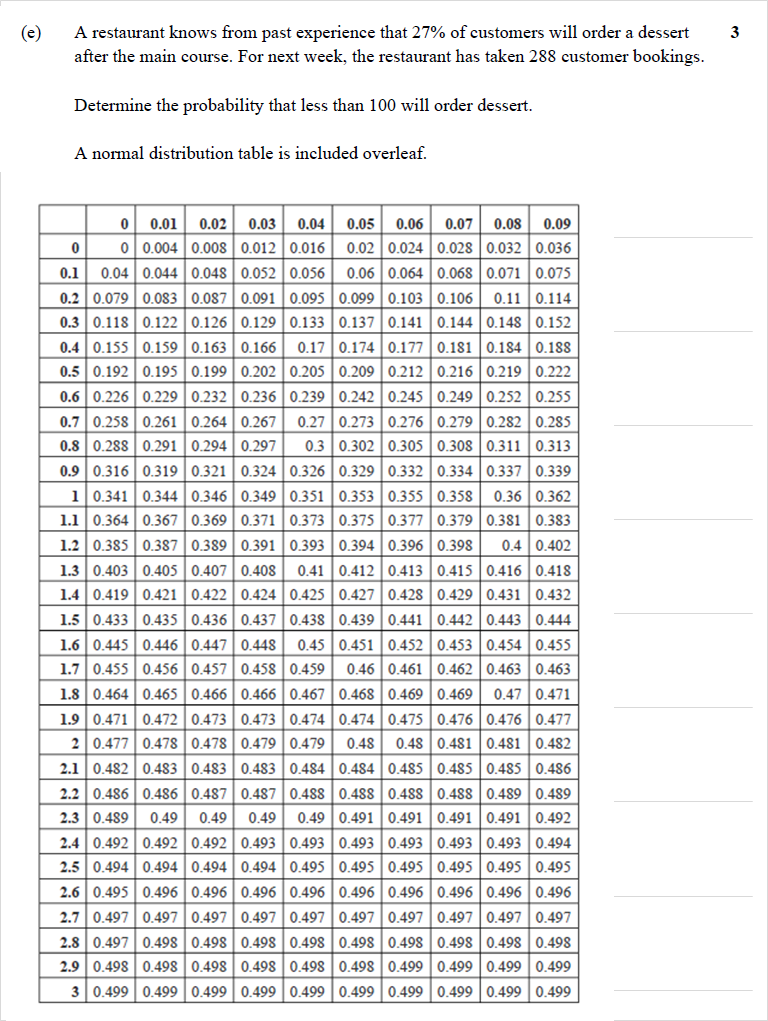 (e) A restaurant knows from past experience that 27% of customers will order a dessert 3
after the main course. For next week, the restaurant has taken 288 customer bookings.
Determine the probability that less than 100 will order dessert.
A normal distribution table is included overleaf.
0 0.01 0.02 0.03 0.04 0.05 0.06 0.07 0.08 0.09
0 0 0.004 0.008 0.012 0.016 0.02 0.024 0.028 0.032 0.036
0.1 0.04 0.044 0.048 0.052 0.056 0.06 0.064 0.068 0.071 0.075
0.2 0.079 0.083 0.087 0.091 0.095 0.099 0.103 0.106 0.11 0.114
0.3 0.118 0.122 0.126 0.129 0.133 0.137 0.141 0.144 0.148 0.152
0.4 0.155 0.159 0.163 0.166 0.17 0.174 0.177 0.181 0.184 0.188
0.5 0.192 0.195 0.199 0.202 0.205 0.209 0.212 0.216 0.219 0.222
0.6 0.226 0.229 0.232 0.236 0.239 0.242 0.245 0.249 0.252 0.255
0.7 0.258 0.261 0.264 0.267 0.27 0.273 0.276 0.279 0.282 0.285
0.8 0.288 0.291 0.294 0.297 0.3 0.302 0.305 0.308 0.311 0.313
0.9 0.316 0.319 0.321 0.324 0.326 0.329 0.332 0.334 0.337 0.339
1 0.341 0.344 0.346 0.349 0.351 0.353 0.355 0.358 0.36 0.362
1.1 0.364 0.367 0.369 0.371 0.373 0.375 0.377 0.379 0.381 0.383
1.2 0.385 0.387 0.389 0.391 0.393 0.394 0.396 0.398 0.4 0.402
1.3 0.403 0.405 0.407 0.408 0.41 0.412 0.413 0.415 0.416 0.418
1.4 0.419 0.421 0.422 0.424 0.425 0.427 0.428 0.429 0.431 0.432
1.5 0.433 0.435 0.436 0.437 0.438 0.439 0.441 0.442 0.443 0.444
1.6 0.445 0.446 0.447 0.448 0.45 0.451 0.452 0.453 0.454 0.455
1.7 0.455 0.456 0.457 0.458 0.459 0.46 0.461 0.462 0.463 0.463
1.8 0.464 0.465 0.466 0.466 0.467 0.468 0.469 0.469 0.47 0.471
1.9 0.471 0.472 0.473 0.473 0.474 0.474 0.475 0.476 0.476 0.477
2 0.477 0.478 0.478 0.479 0.479 0.48 0.48 0.481 0.481 0.482
2.1 0.482 0.483 0.483 0.483 0.484 0.484 0.485 0.485 0.485 0.486
2.2 0.486 0.486 0.487 0.487 0.488 0.488 0.488 0.488 0.489 0.489
2.3 0.489 0.49 0.49 0.49 0.49 0.491 0.491 0.491 0.491 0.492
2.4 0.492 0.492 0.492 0.493 0.493 0.493 0.493 0.493 0.493 0.494
2.5 0.494 0.494 0.494 0.494 0.495 0.495 0.495 0.495 0.495 0.495
2.6 0.495 0.496 0.496 0.496 0.496 0.496 0.496 0.496 0.496 0.496
2.7 0.497 0.497 0.497 0.497 0.497 0.497 0.497 0.497 0.497 0.497
2.8 0.497 0.498 0.498 0.498 0.498 0.498 0.498 0.498 0.498 0.498
2.9 0.498 0.498 0.498 0.498 0.498 0.498 0.499 0.499 0.499 0.499
3 0.499 0.499 0.499 0.499 0.499 0.499 0.499 0.499 0.499 0.499